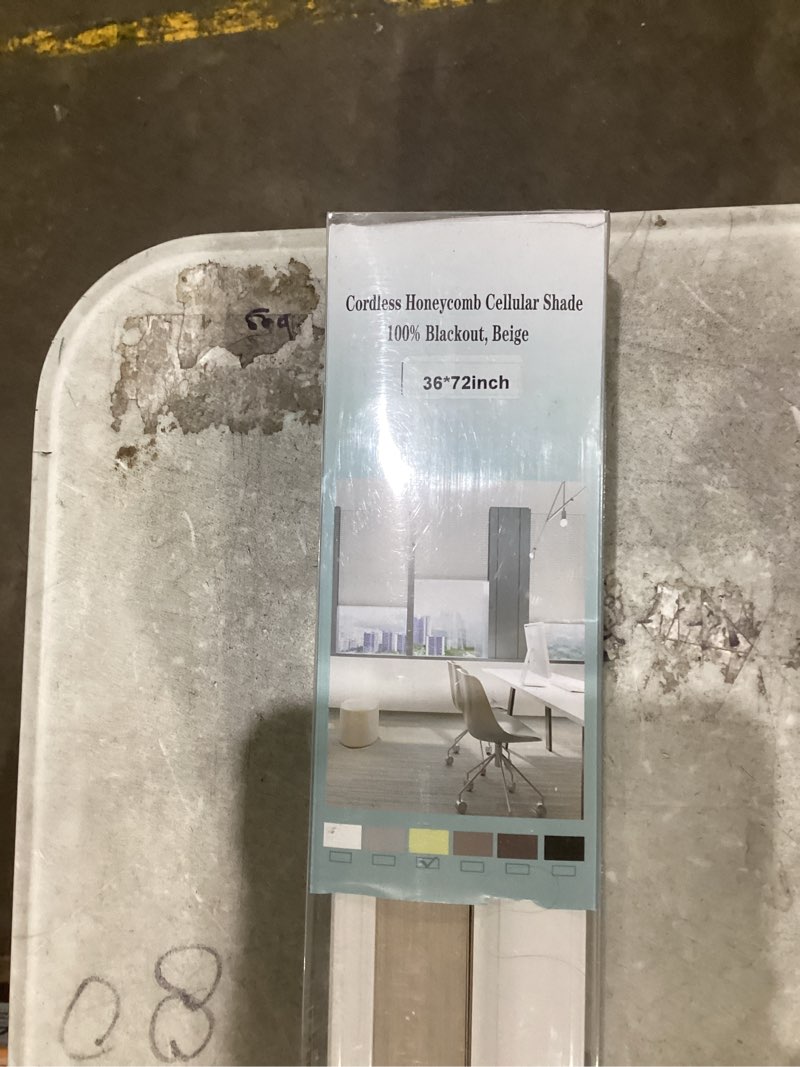 Cordless Honeycomb Cellular Shade
100% Blackout, Beige
36*72inch
08